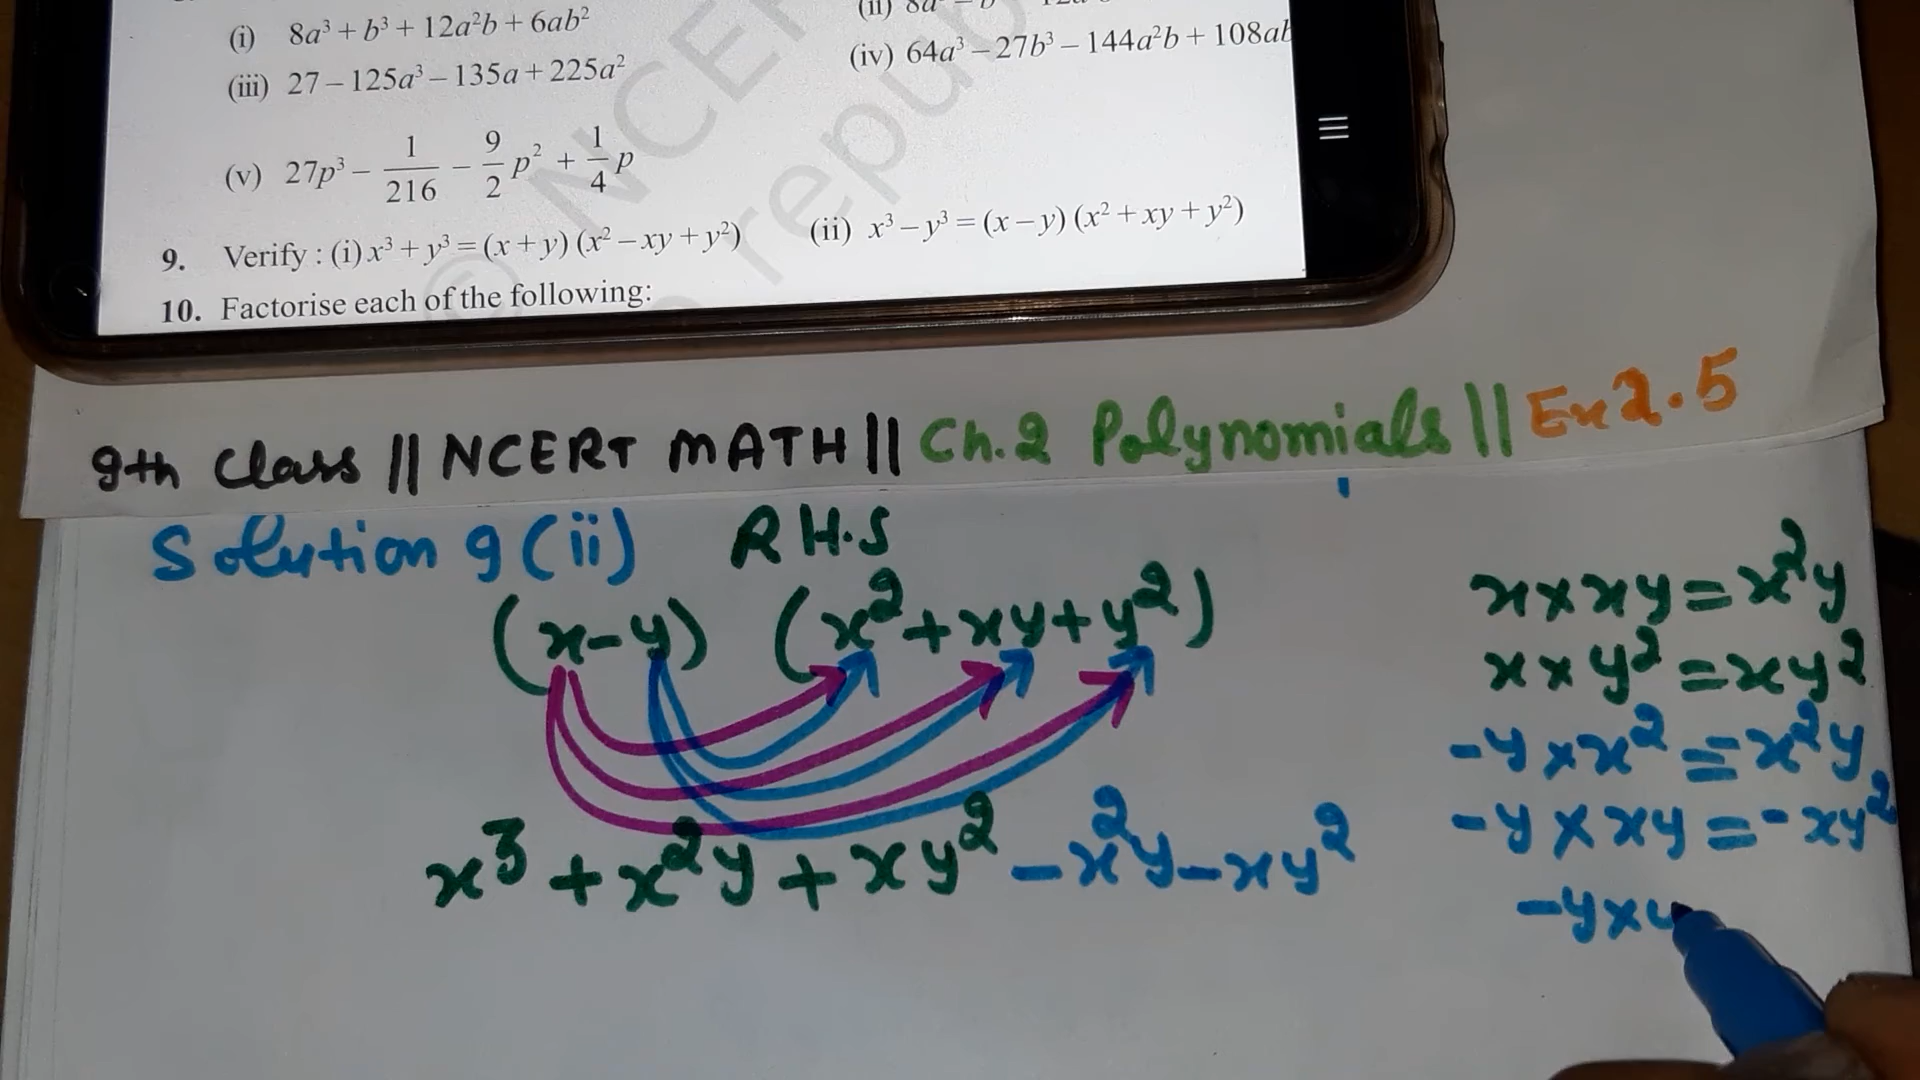 (i) 8a³ + b³ + 12a²b + 6ab²
(iii) 27 – 125a³ – 135a + 225a²
(iv) 64a³ – 27b³ – 144a²b + 108ab
(v) 27p³ – 1/216 – 9/2 p² + 1/4 p
9. Verify : (i) x³ + y³ = (x + y) (x² – xy + y²) (ii) x³ – y³ = (x – y) (x² + xy + y²)
10. Factorise each of the following:
9th Class || NCERT MATH || Ch.2 Polynomials || Ex 2.5
Solution 9 (ii) R H.S
(x-y) (x²+xy+y²)
x³ + x²y + xy² - x²y - xy²
x × xy = x²y
x × y² = xy²
-y × x² = x²y
-y × xy = -xy²
-y × y